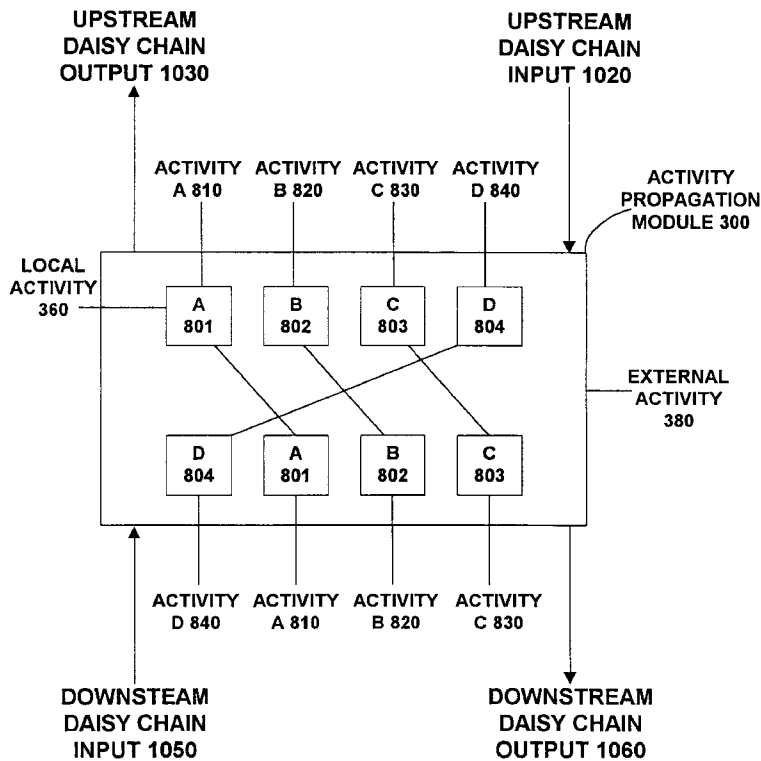 UPSTREAM
DAISY CHAIN
OUTPUT 1030
UPSTREAM
DAISY CHAIN
INPUT 1020
ACTIVITY
A 810
ACTIVITY
B 820
ACTIVITY
C 830
ACTIVITY
D 840
ACTIVITY
PROPAGATION
MODULE 300
LOCAL
ACTIVITY
360
A
801
B
802
C
803
D
804
EXTERNAL
ACTIVITY
380
D
804
A
801
B
802
C
803
ACTIVITY
D 840
ACTIVITY
A 810
ACTIVITY
B 820
ACTIVITY
C 830
DOWNSTEAM
DAISY CHAIN
INPUT 1050
DOWNSTREAM
DAISY CHAIN
OUTPUT 1060